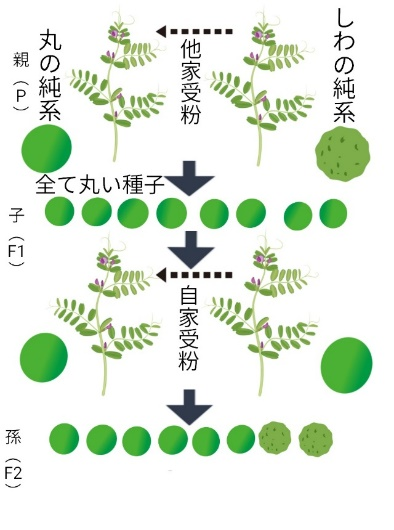 親(P)
丸の純系
他家受粉
しわの純系
全て丸い種子
子(F1)
自家受粉
孫(F2)